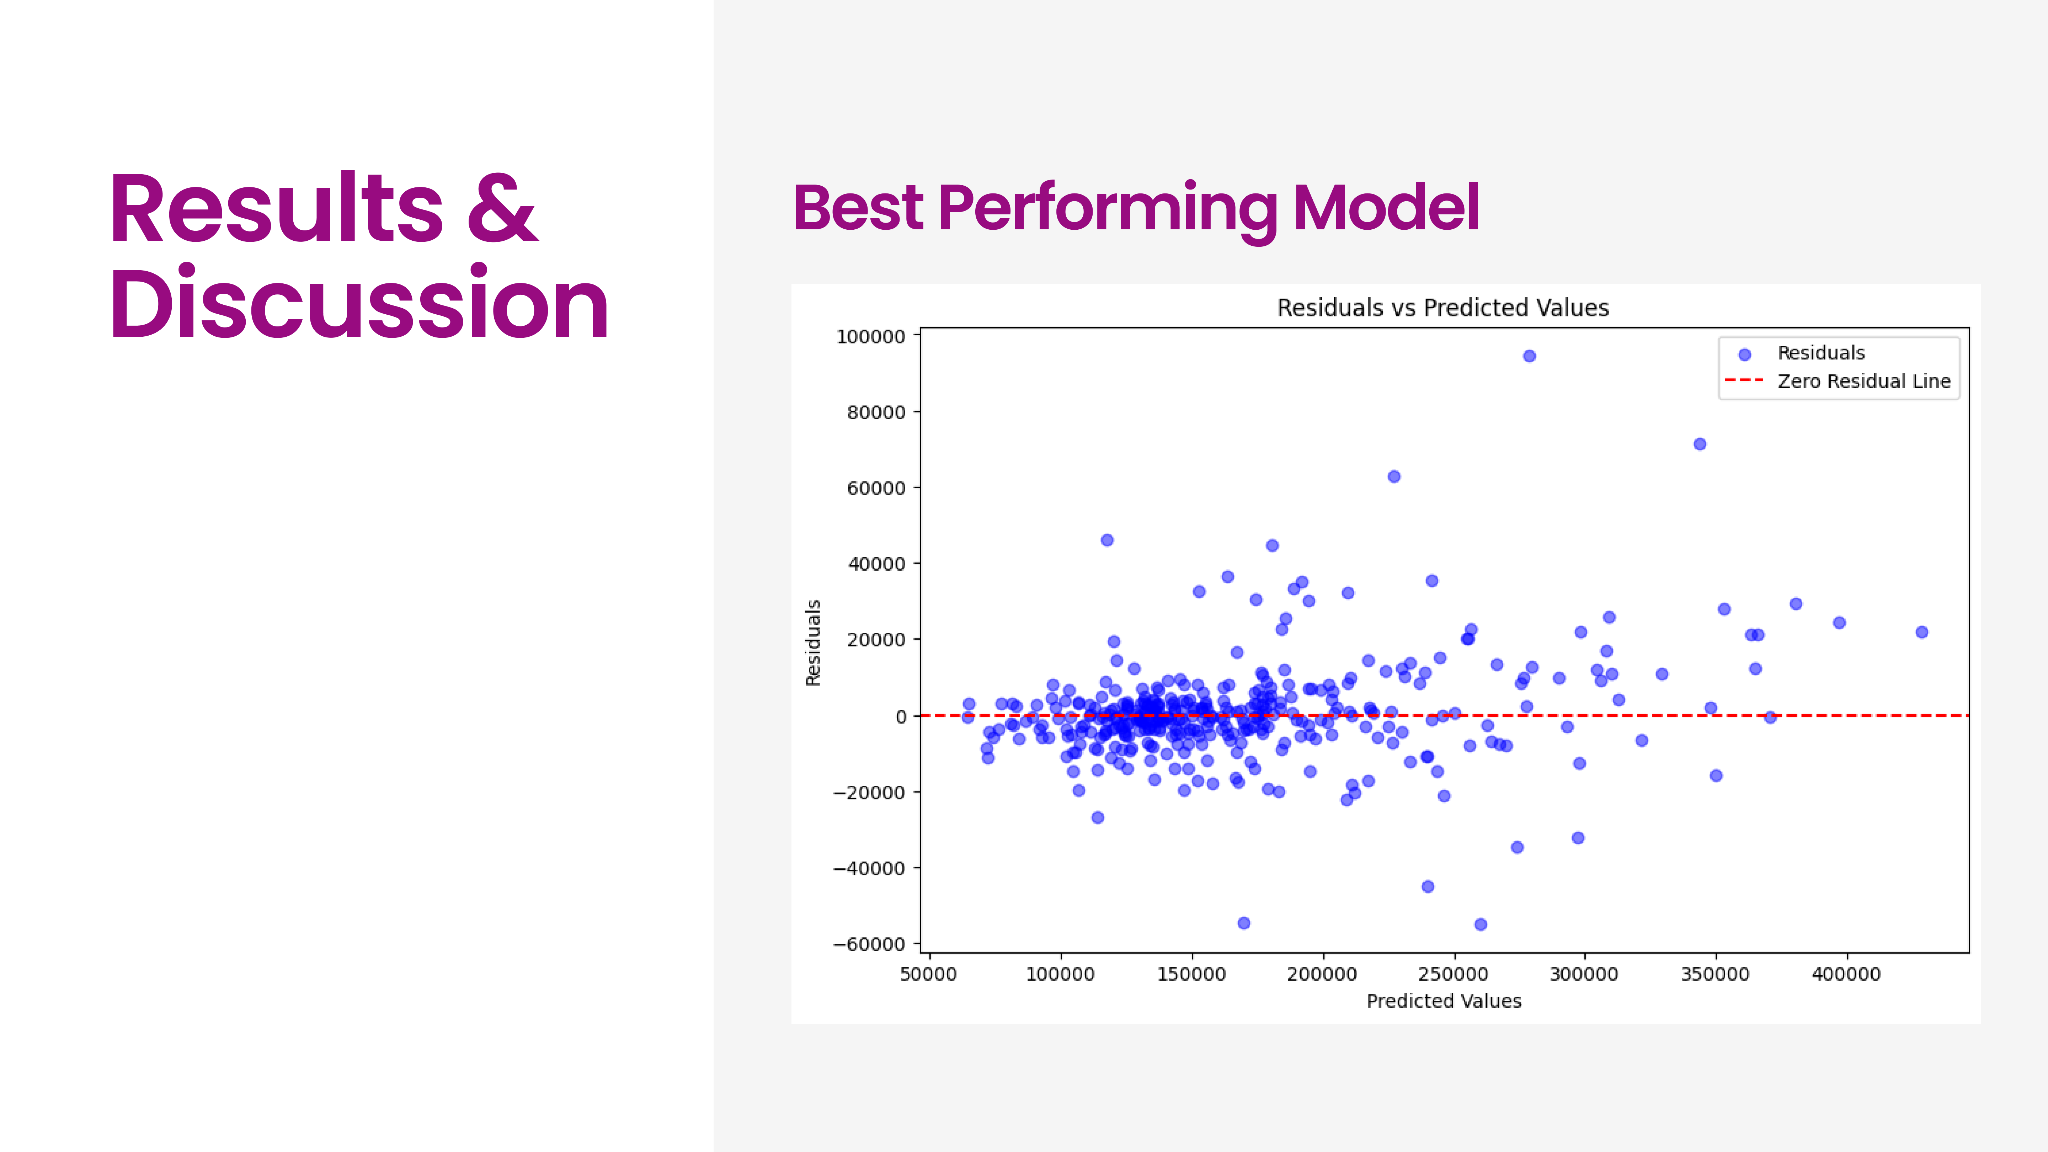 Results &
Discussion
Best Performing Model
Residuals vs Predicted Values
100000
80000
60000
40000
20000
0
−20000
−40000
−60000
Residuals
Residuals
Zero Residual Line
50000 100000 150000 200000 250000 300000 350000 400000
Predicted Values